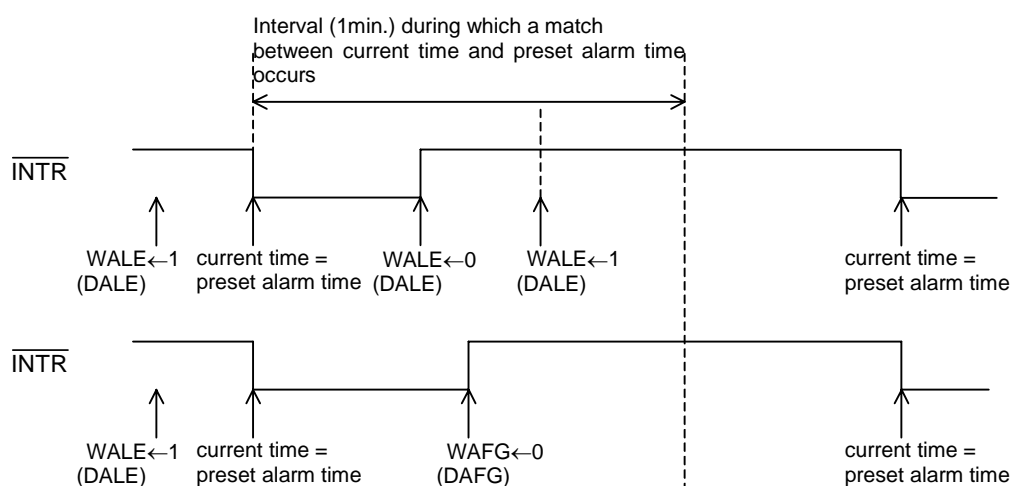 Interval (1min.) during which a match
between current time and preset alarm time
occurs
INTR
WALE←1 current time = WALE←0 WALE←1 current time =
(DALE) preset alarm time (DALE) (DALE) preset alarm time
INTR
WALE←1 current time = WAFG←0 current time =
(DALE) preset alarm time (DAFG) preset alarm time